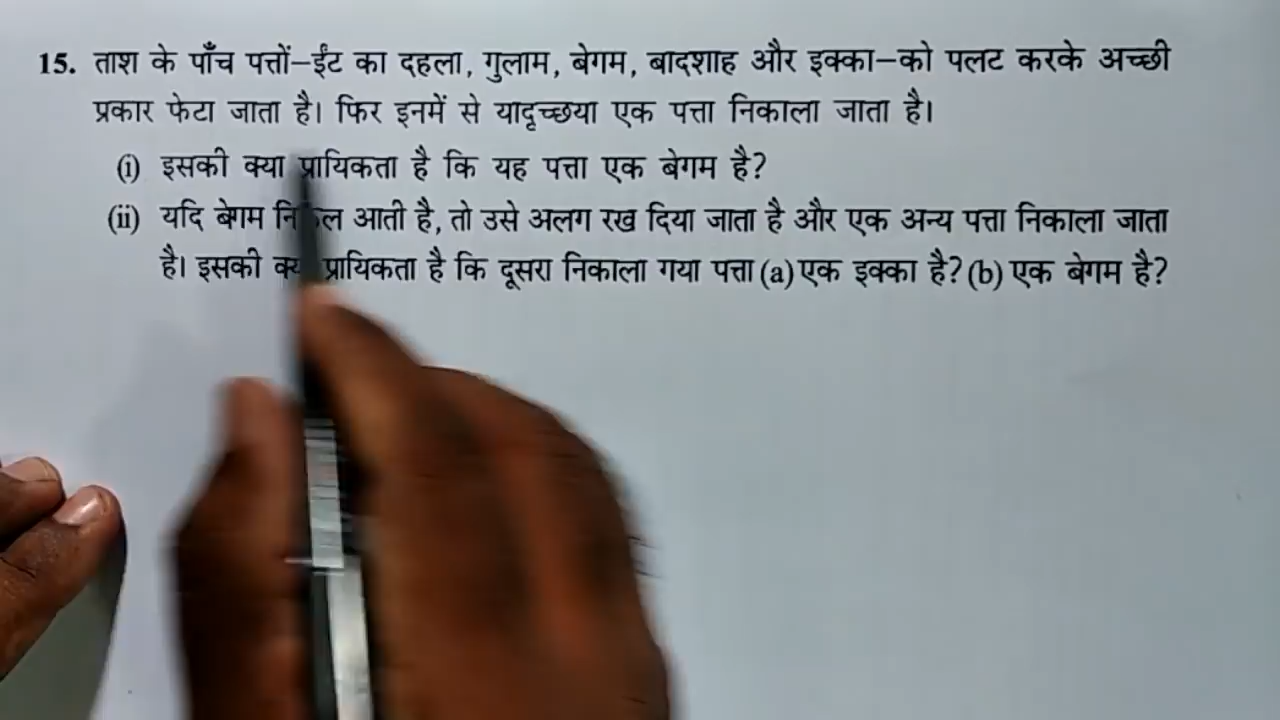 15. ताश के पाँच पत्तों–ईंट का दहला, गुलाम, बेगम, बादशाह और इक्का–को पलट करके अच्छी
प्रकार फेटा जाता है। फिर इनमें से यादृच्छया एक पत्ता निकाला जाता है।
(i) इसकी क्या प्रायिकता है कि यह पत्ता एक बेगम है?
(ii) यदि बेगम निकल आती है, तो उसे अलग रख दिया जाता है और एक अन्य पत्ता निकाला जाता
है। इसकी क्या प्रायिकता है कि दूसरा निकाला गया पत्ता (a) एक इक्का है? (b) एक बेगम है?